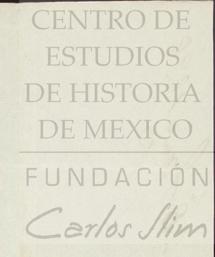 CENTRO DE
ESTUDIOS
DE HISTORIA
DE MEXICO
FUNDACIÓN
Carlos Slim